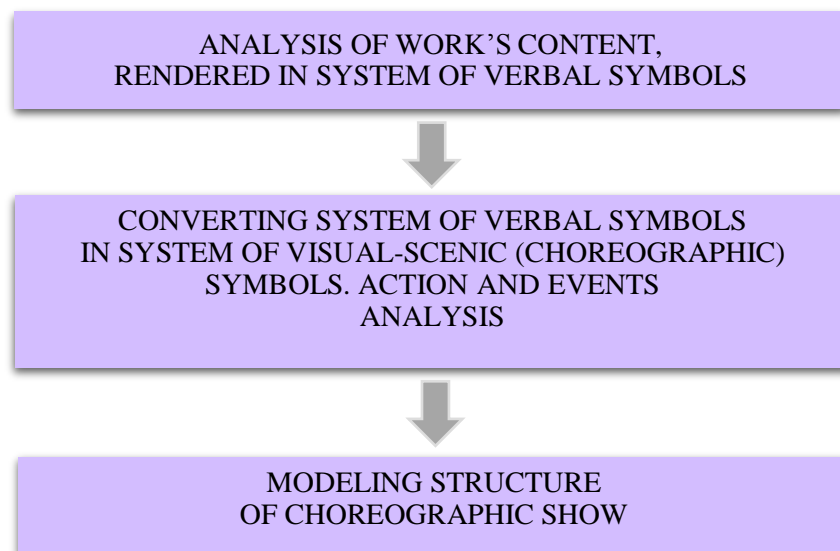 ANALYSIS OF WORK’S CONTENT,
RENDERED IN SYSTEM OF VERBAL SYMBOLS
CONVERTING SYSTEM OF VERBAL SYMBOLS
IN SYSTEM OF VISUAL-SCENIC (CHOREOGRAPHIC)
SYMBOLS. ACTION AND EVENTS
ANALYSIS
MODELING STRUCTURE
OF CHOREOGRAPHIC SHOW